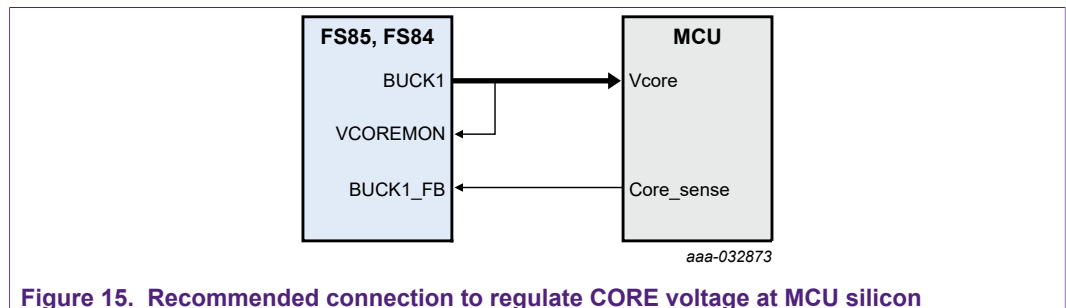 FS85, FS84
MCU
BUCK1
Vcore
VCOREMON
BUCK1_FB
Core_sense
aaa-032873
Figure 15. Recommended connection to regulate CORE voltage at MCU silicon